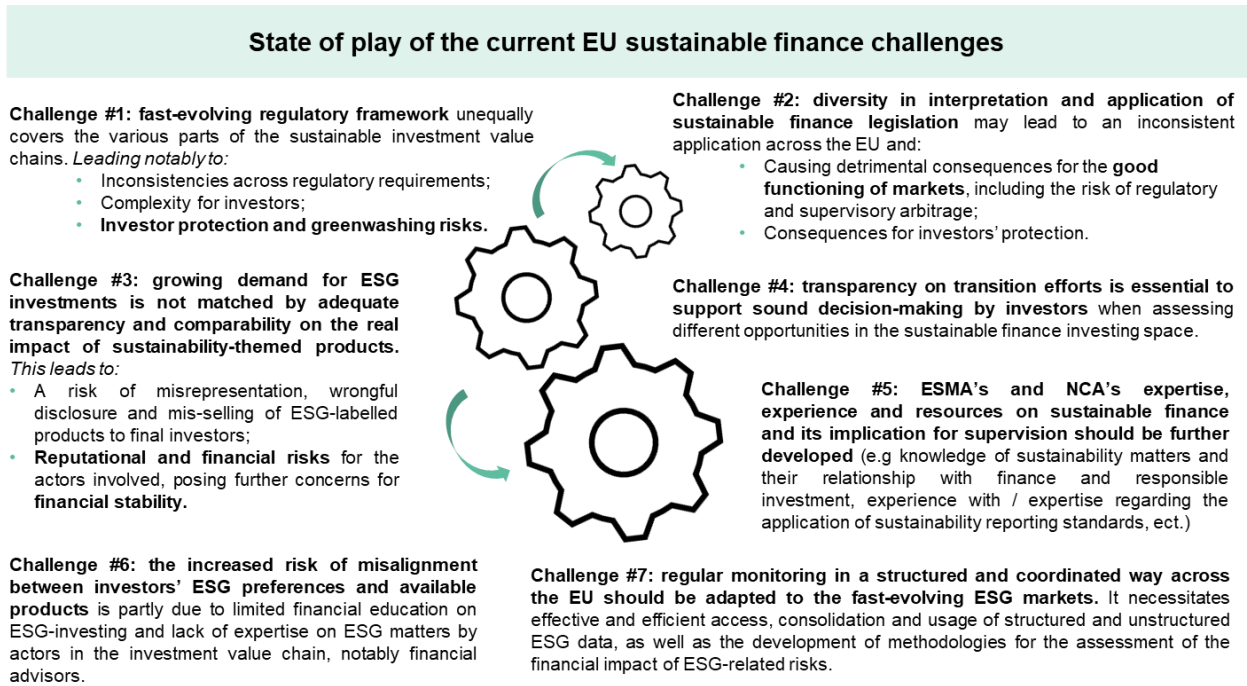 State of play of the current EU sustainable finance challenges
Challenge #1: fast-evolving regulatory framework unequally
covers the various parts of the sustainable investment value
chains. Leading notably to:
• Inconsistencies across regulatory requirements;
• Complexity for investors;
• Investor protection and greenwashing risks.
Challenge #2: diversity in interpretation and application of
sustainable finance legislation may lead to an inconsistent
application across the EU and:
• Causing detrimental consequences for the good
functioning of markets, including the risk of regulatory
and supervisory arbitrage;
• Consequences for investors' protection.
Challenge #3: growing demand for ESG
investments is not matched by adequate
transparency and comparability on the real
impact of sustainability-themed products.
This leads to:
• A risk of misrepresentation, wrongful
disclosure and mis-selling of ESG-labelled
products to final investors;
• Reputational and financial risks for the
actors involved, posing further concerns for
financial stability.
Challenge #4: transparency on transition efforts is essential to
support sound decision-making by investors when assessing
different opportunities in the sustainable finance investing space.
Challenge #5: ESMA's and NCA's expertise,
experience and resources on sustainable finance
and its implication for supervision should be further
developed (e.g knowledge of sustainability matters and
their relationship with finance and responsible
investment, experience with / expertise regarding the
application of sustainability reporting standards, ect.)
Challenge #6: the increased risk of misalignment
between investors' ESG preferences and available
products is partly due to limited financial education on
ESG-investing and lack of expertise on ESG matters by
actors in the investment value chain, notably financial
advisors.
Challenge #7: regular monitoring in a structured and coordinated way across
the EU should be adapted to the fast-evolving ESG markets. It necessitates
effective and efficient access, consolidation and usage of structured and unstructured
ESG data, as well as the development of methodologies for the assessment of the
financial impact of ESG-related risks.